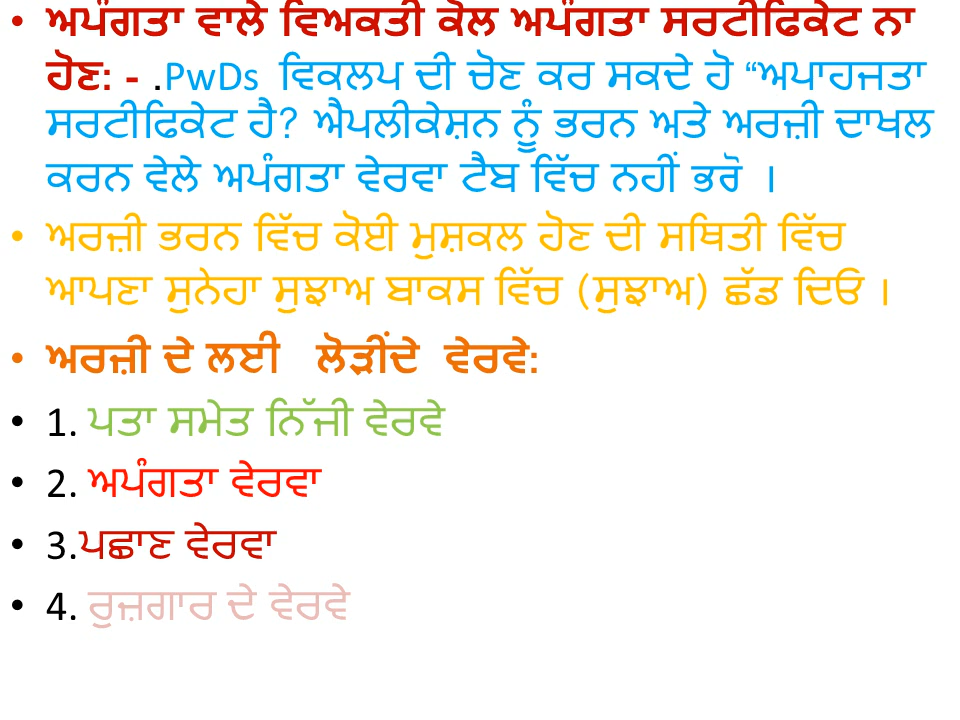 • ਅਪੰਗਤਾ ਵਾਲੇ ਵਿਅਕਤੀ ਕੋਲ ਅਪੰਗਤਾ ਸਰਟੀਫਿਕੇਟ ਨਾ
ਹੋਣ: - .PwDs ਵਿਕਲਪ ਦੀ ਚੋਣ ਕਰ ਸਕਦੇ ਹੋ “ਅਪਾਹਜਤਾ
ਸਰਟੀਫਿਕੇਟ ਹੈ? ਐਪਲੀਕੇਸ਼ਨ ਨੂੰ ਭਰਨ ਅਤੇ ਅਰਜ਼ੀ ਦਾਖਲ
ਕਰਨ ਵੇਲੇ ਅਪੰਗਤਾ ਵੇਰਵਾ ਟੈਬ ਵਿੱਚ ਨਹੀਂ ਭਰੋ ।
• ਅਰਜ਼ੀ ਭਰਨ ਵਿੱਚ ਕੋਈ ਮੁਸ਼ਕਲ ਹੋਣ ਦੀ ਸਥਿਤੀ ਵਿੱਚ
ਆਪਣਾ ਸੁਨੇਹਾ ਸੁਝਾਅ ਬਾਕਸ ਵਿੱਚ (ਸੁਝਾਅ) ਛੱਡ ਦਿਓ ।
• ਅਰਜ਼ੀ ਦੇ ਲਈ ਲੋੜੀਂਦੇ ਵੇਰਵੇ:
• 1. ਪਤਾ ਸਮੇਤ ਨਿੱਜੀ ਵੇਰਵੇ
• 2. ਅਪੰਗਤਾ ਵੇਰਵਾ
• 3.ਪਛਾਣ ਵੇਰਵਾ
• 4. ਰੁਜ਼ਗਾਰ ਦੇ ਵੇਰਵੇ